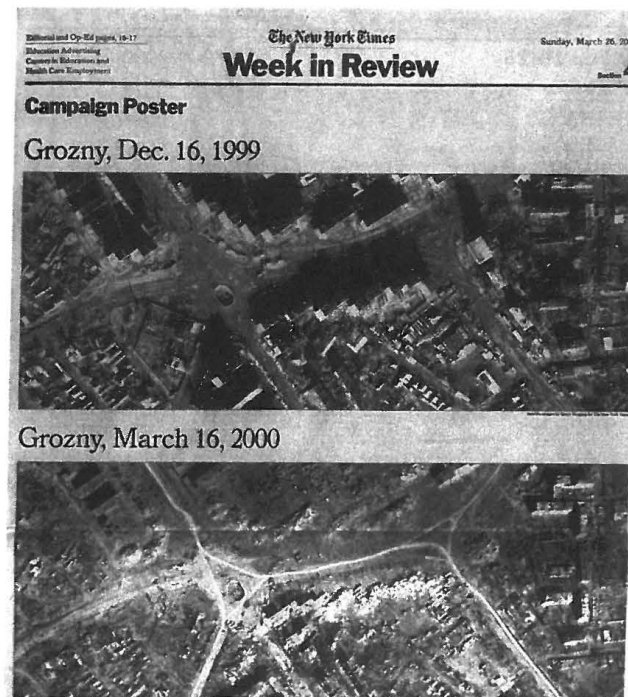 Editorial and Op-Ed pages, 16-17
Education Advertising
Careers in Education and
Health Care Employment
The New York Times
Week in Review
Sunday, March 26, 20
Section 4
Campaign Poster
Grozny, Dec. 16, 1999
Grozny, March 16, 2000